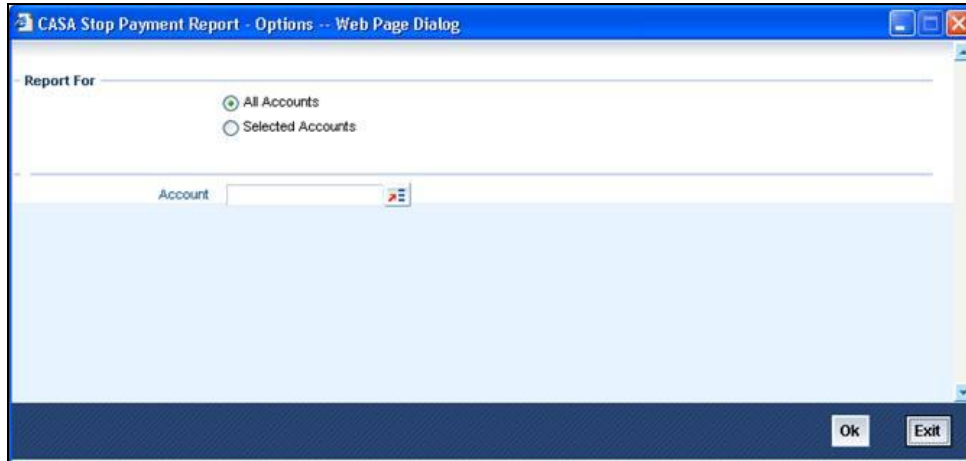 CASA Stop Payment Report - Options -- Web Page Dialog
Report For
All Accounts
Selected Accounts
Account
Ok Exit